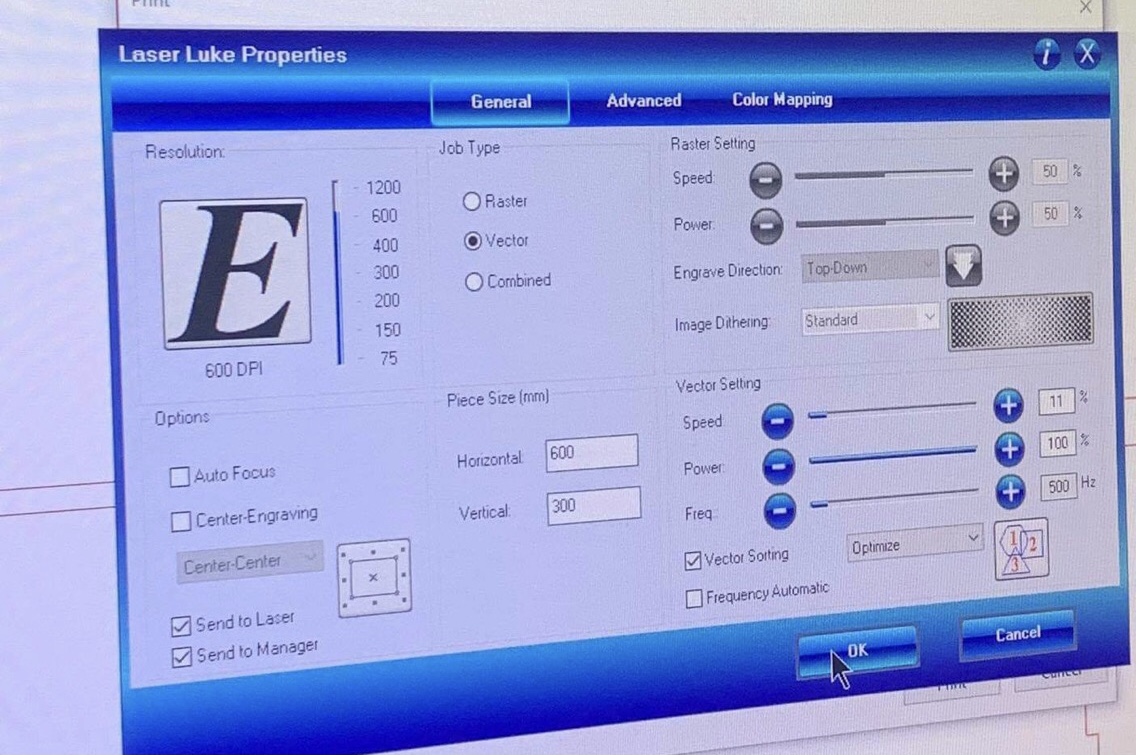 Print
Laser Luke Properties
i X
General Advanced Color Mapping
Resolution:
E
1200
600
400
300
200
150
75
600 DPI
Job Type
Raster
Vector
Combined
Raster Setting
Speed: - + 50 %
Power: - + 50 %
Engrave Direction: Top-Down
Image Dithering: Standard
Options
Auto Focus
Center-Engraving
Center-Center
Send to Laser
Send to Manager
Piece Size (mm)
Horizontal: 600
Vertical: 300
Vector Setting
Speed: - + 11 %
Power: - + 100 %
Freq.: - + 500 Hz
Vector Sorting Optimize 1 2 3
Frequency Automatic
OK Cancel
Print Cancel